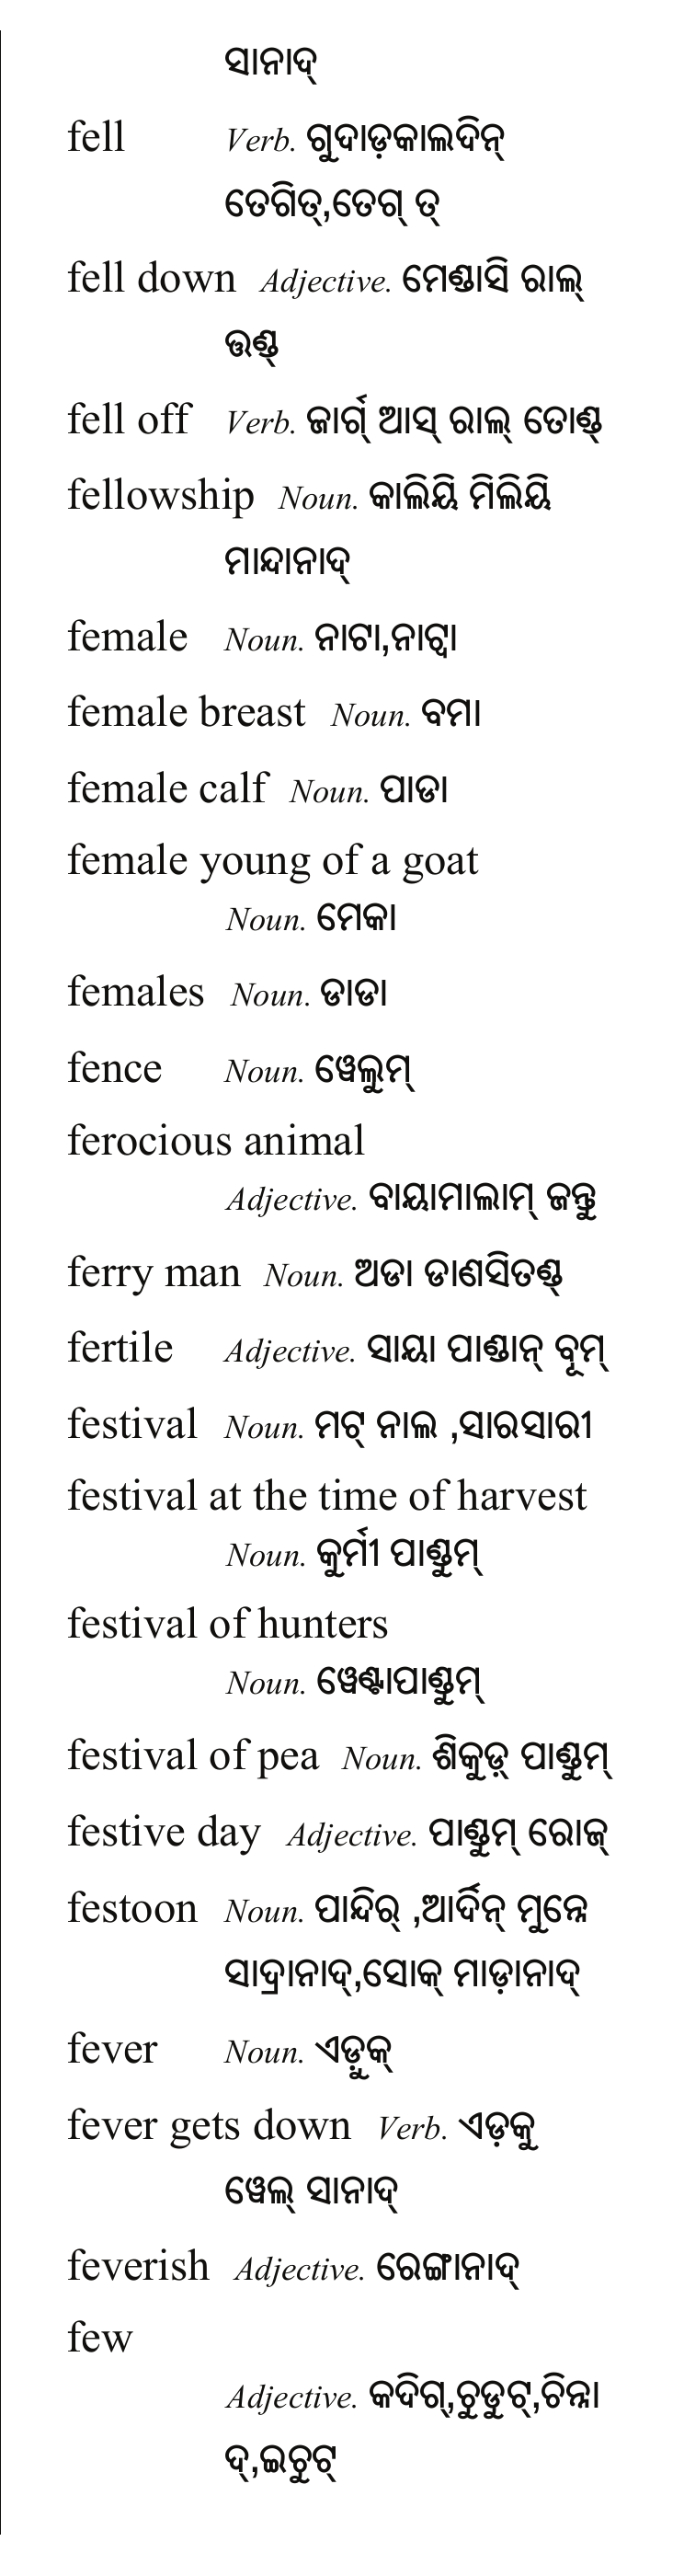 ସାନାଦ୍
fell Verb. ଗୁଦାଡ଼କାଲଦିନ୍
ତେଗିତ୍,ତେଗ୍ ତ୍
fell down Adjective. ମେଣ୍ଡାସି ରାଲ୍
ଉଣ୍ଡ୍
fell off Verb. ଜାର୍ଗ୍ ଆସ୍ ରାଲ୍ ତୋଣ୍ଡ୍
fellowship Noun. କାଲିୟି ମିଲିୟି
ମାନ୍ଦାନାଦ୍
female Noun. ନାଟା,ନାଟ୍ୱା
female breast Noun. ବମା
female calf Noun. ପାଡା
female young of a goat
Noun. ମେକା
females Noun. ଡାଡା
fence Noun. ୱେଲୁମ୍
ferocious animal
Adjective. ବାୟାମାଲାମ୍ ଜନ୍ତୁ
ferry man Noun. ଅଡା ଡାଣସିତଣ୍ଡ୍
fertile Adjective. ସାୟା ପାଣ୍ଡାନ୍ ବୂମ୍
festival Noun. ମଟ୍ ନାଲ ,ସାରସାରୀ
festival at the time of harvest
Noun. କୁର୍ମୀ ପାଣ୍ଡୁମ୍
festival of hunters
Noun. ୱେଣ୍ଟାପାଣ୍ଡୁମ୍
festival of pea Noun. ଶିକୁଡ଼୍ ପାଣ୍ଡୁମ୍
festive day Adjective. ପାଣ୍ଡୁମ୍ ରୋଜ୍
festoon Noun. ପାନ୍ଦିର୍ ,ଆର୍ଦିନ୍ ମୁନ୍ନେ
ସାଦ୍ରାନାଦ୍,ସୋକ୍ ମାଡ଼ାନାଦ୍
fever Noun. ଏଡ଼ୁକ୍
fever gets down Verb. ଏଡ଼କୁ
ୱେଲ୍ ସାନାଦ୍
feverish Adjective. ରେଙ୍ଗାନାଦ୍
few
Adjective. କଦିଗ୍,ଚୁଡୁଟ୍,ଚିନ୍ନା
ଦ୍,ଇଚୁଟ୍